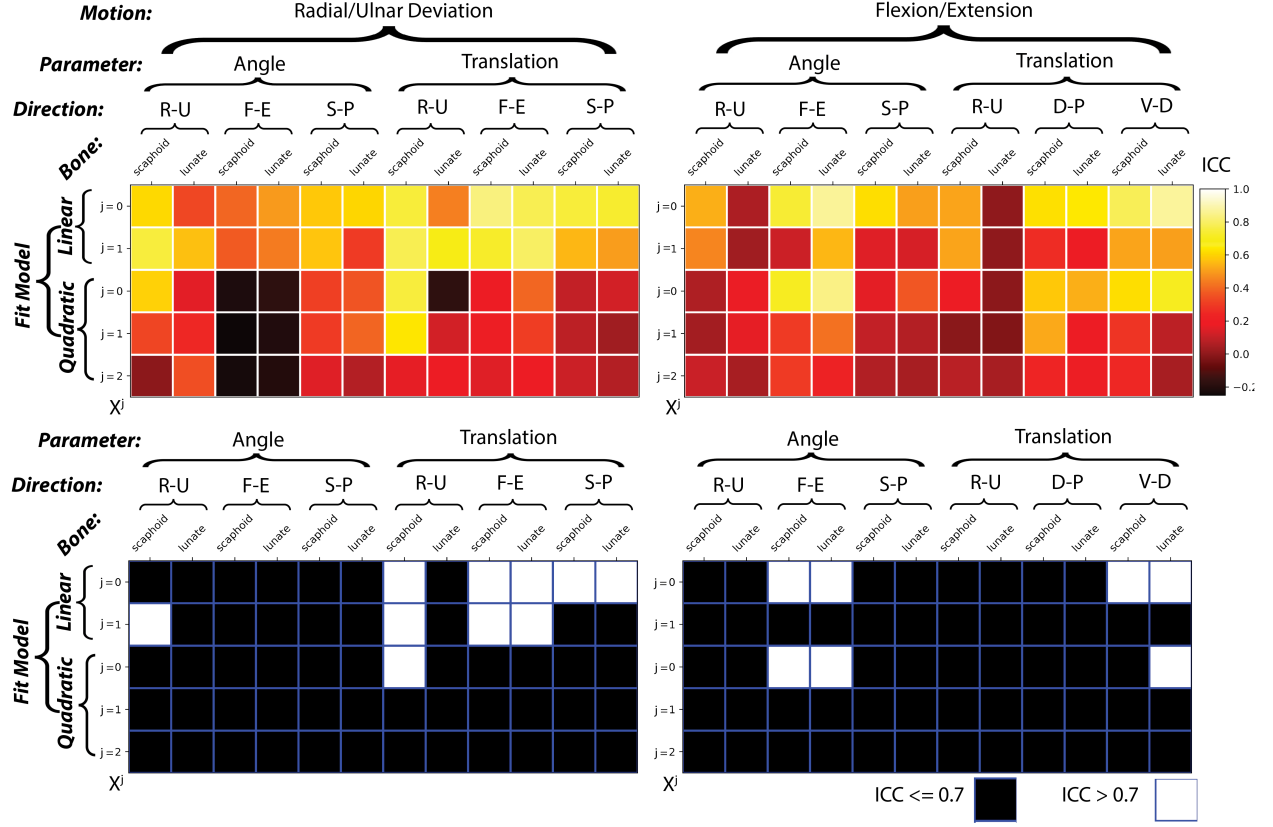 Motion: Radial/Ulnar Deviation Flexion/Extension
Parameter: Angle Translation Angle Translation
Direction: R-U F-E S-P R-U F-E S-P R-U F-E S-P R-U D-P V-D
Bone: scaphoid lunate scaphoid lunate scaphoid lunate scaphoid lunate scaphoid lunate scaphoid lunate scaphoid lunate scaphoid lunate scaphoid lunate scaphoid lunate scaphoid lunate scaphoid lunate
ICC
Fit Model
Linear
Quadratic
j=0 j=0 1.0
j=1 j=1 0.8
j=0 j=0 0.6
j=1 j=1 0.4
j=2 j=2 0.2
0.0
−0.2
Xj Xj
Parameter: Angle Translation Angle Translation
Direction: R-U F-E S-P R-U F-E S-P R-U F-E S-P R-U D-P V-D
Bone: scaphoid lunate scaphoid lunate scaphoid lunate scaphoid lunate scaphoid lunate scaphoid lunate scaphoid lunate scaphoid lunate scaphoid lunate scaphoid lunate scaphoid lunate scaphoid lunate
Fit Model
Linear
Quadratic
j=0 j=0
j=1 j=1
j=0 j=0
j=1 j=1
j=2 j=2
Xj Xj
ICC <= 0.7 ICC > 0.7